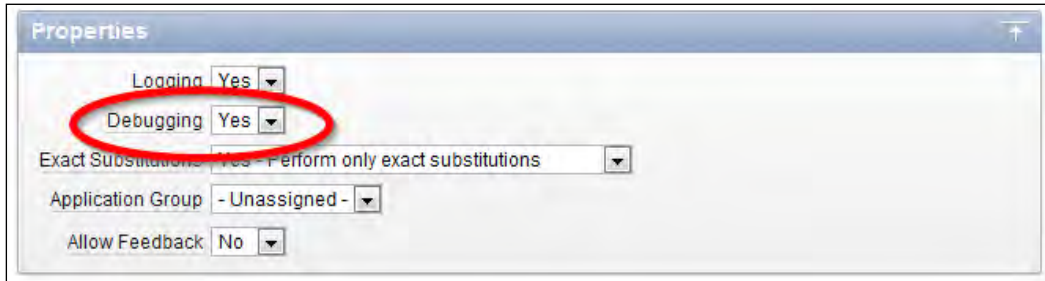 Properties
Logging Yes
Debugging Yes
Exact Substitutions Yes - Perform only exact substitutions
Application Group - Unassigned -
Allow Feedback No